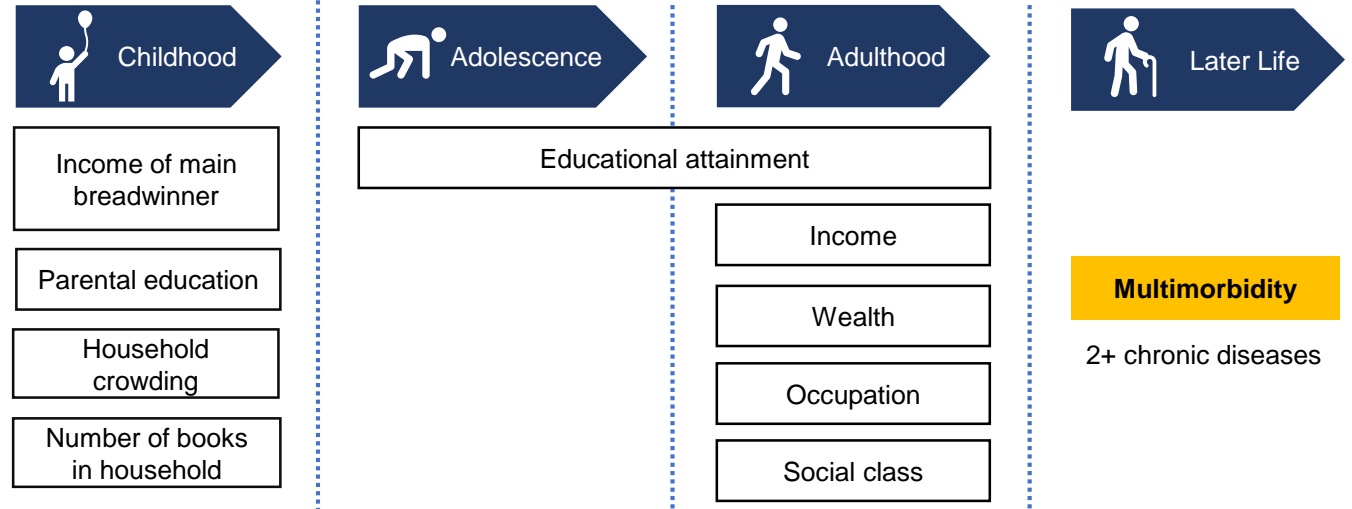 Childhood
Adolescence
Adulthood
Later Life
Income of main
breadwinner
Parental education
Household
crowding
Number of books
in household
Educational attainment
Income
Wealth
Occupation
Social class
Multimorbidity
2+ chronic diseases